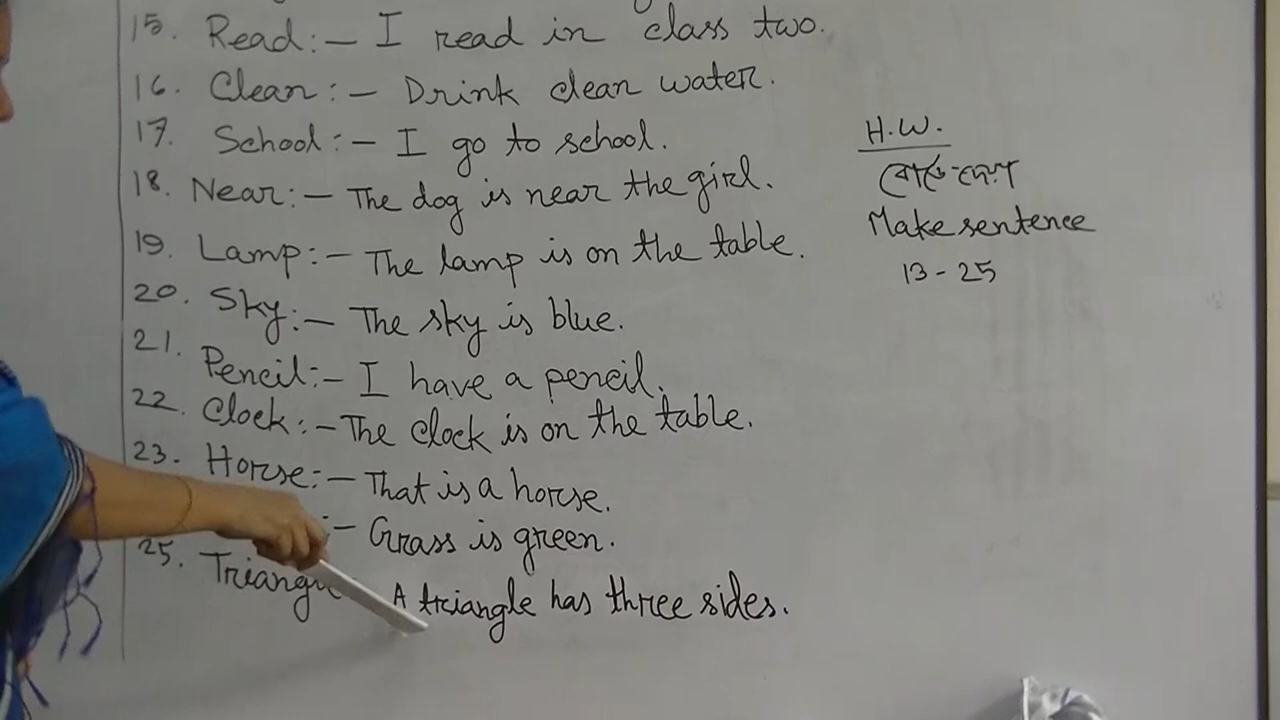 15. Read:– I read in class two.
16. Clean:– Drink clean water.
17. School:– I go to school.
18. Near:– The dog is near the girl.
19. Lamp:– The lamp is on the table.
20. Sky:– The sky is blue.
21. Pencil:– I have a pencil.
22. Clock:– The clock is on the table.
23. Horse:– That is a horse.
:– Grass is green.
25. Triangle A triangle has three sides.
H.W.
Make sentence
13 - 25